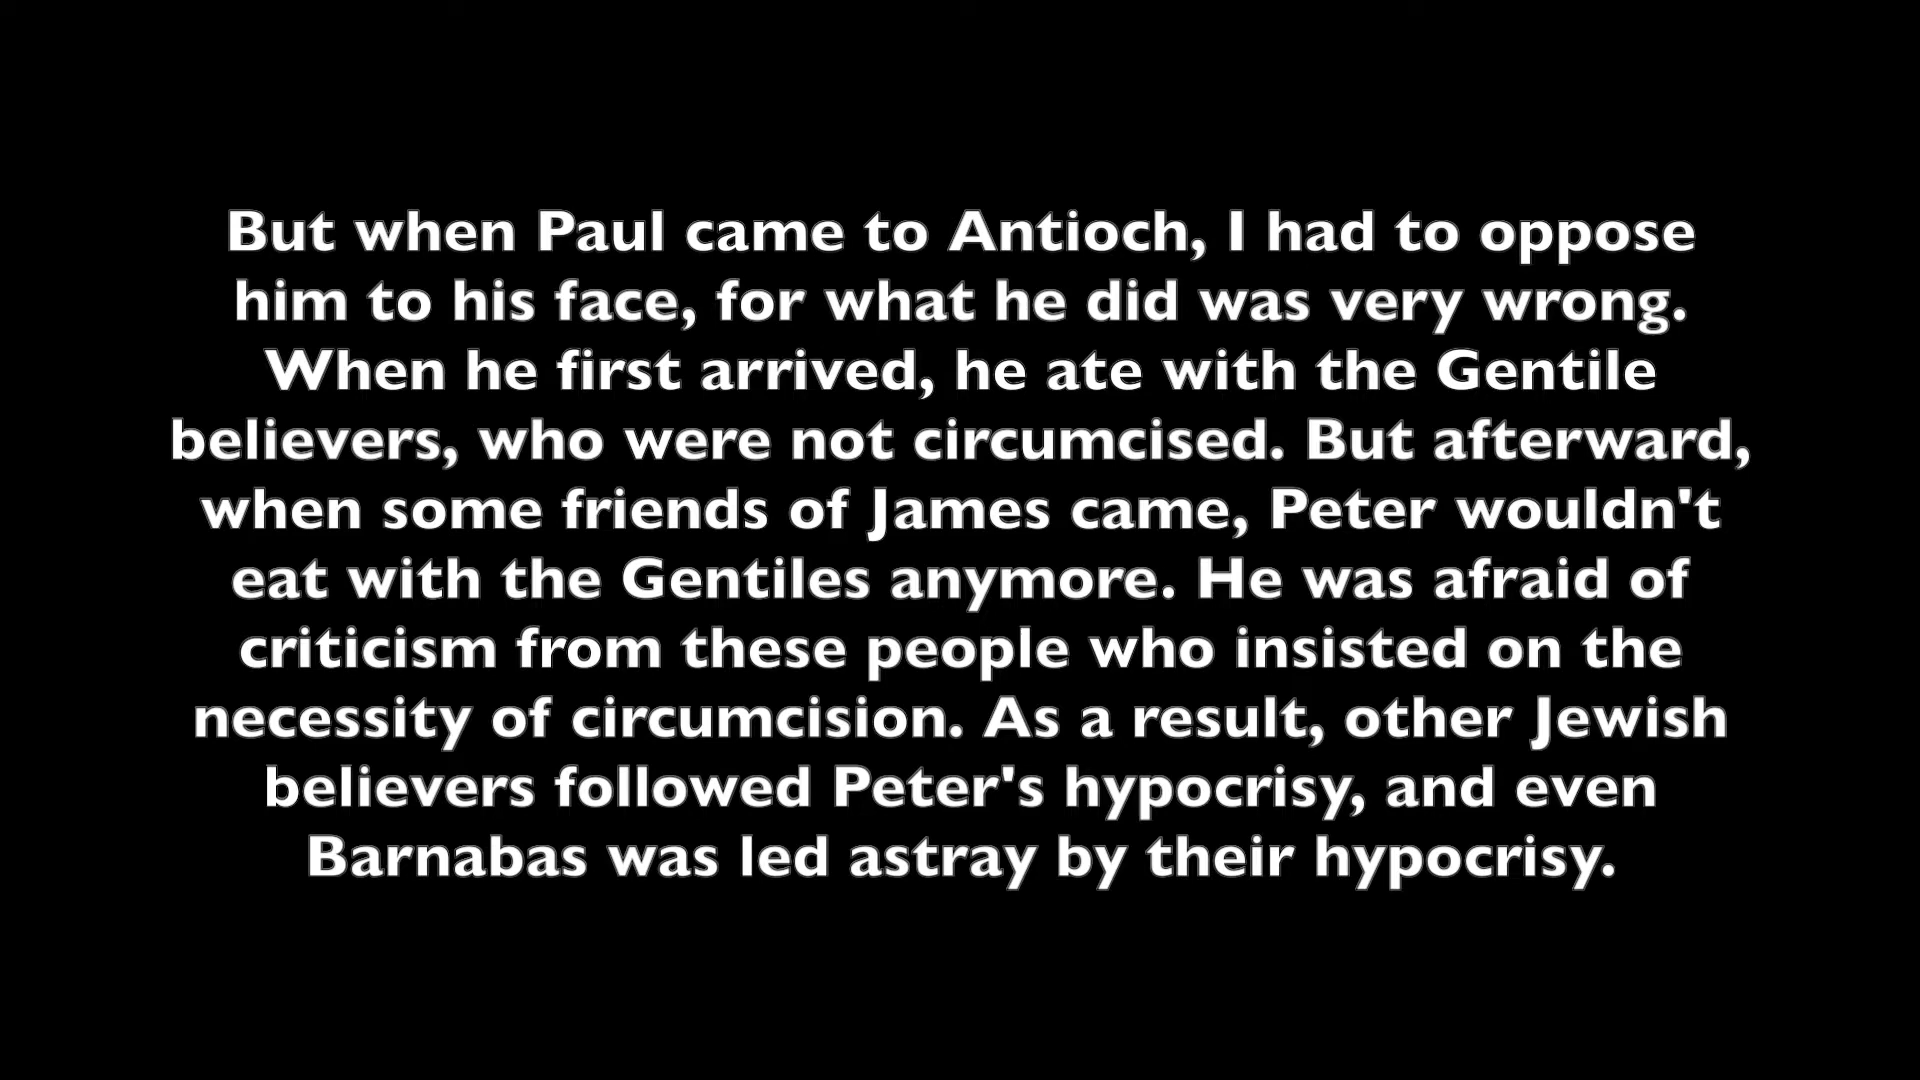 But when Paul came to Antioch, I had to oppose
him to his face, for what he did was very wrong.
When he first arrived, he ate with the Gentile
believers, who were not circumcised. But afterward,
when some friends of James came, Peter wouldn't
eat with the Gentiles anymore. He was afraid of
criticism from these people who insisted on the
necessity of circumcision. As a result, other Jewish
believers followed Peter's hypocrisy, and even
Barnabas was led astray by their hypocrisy.